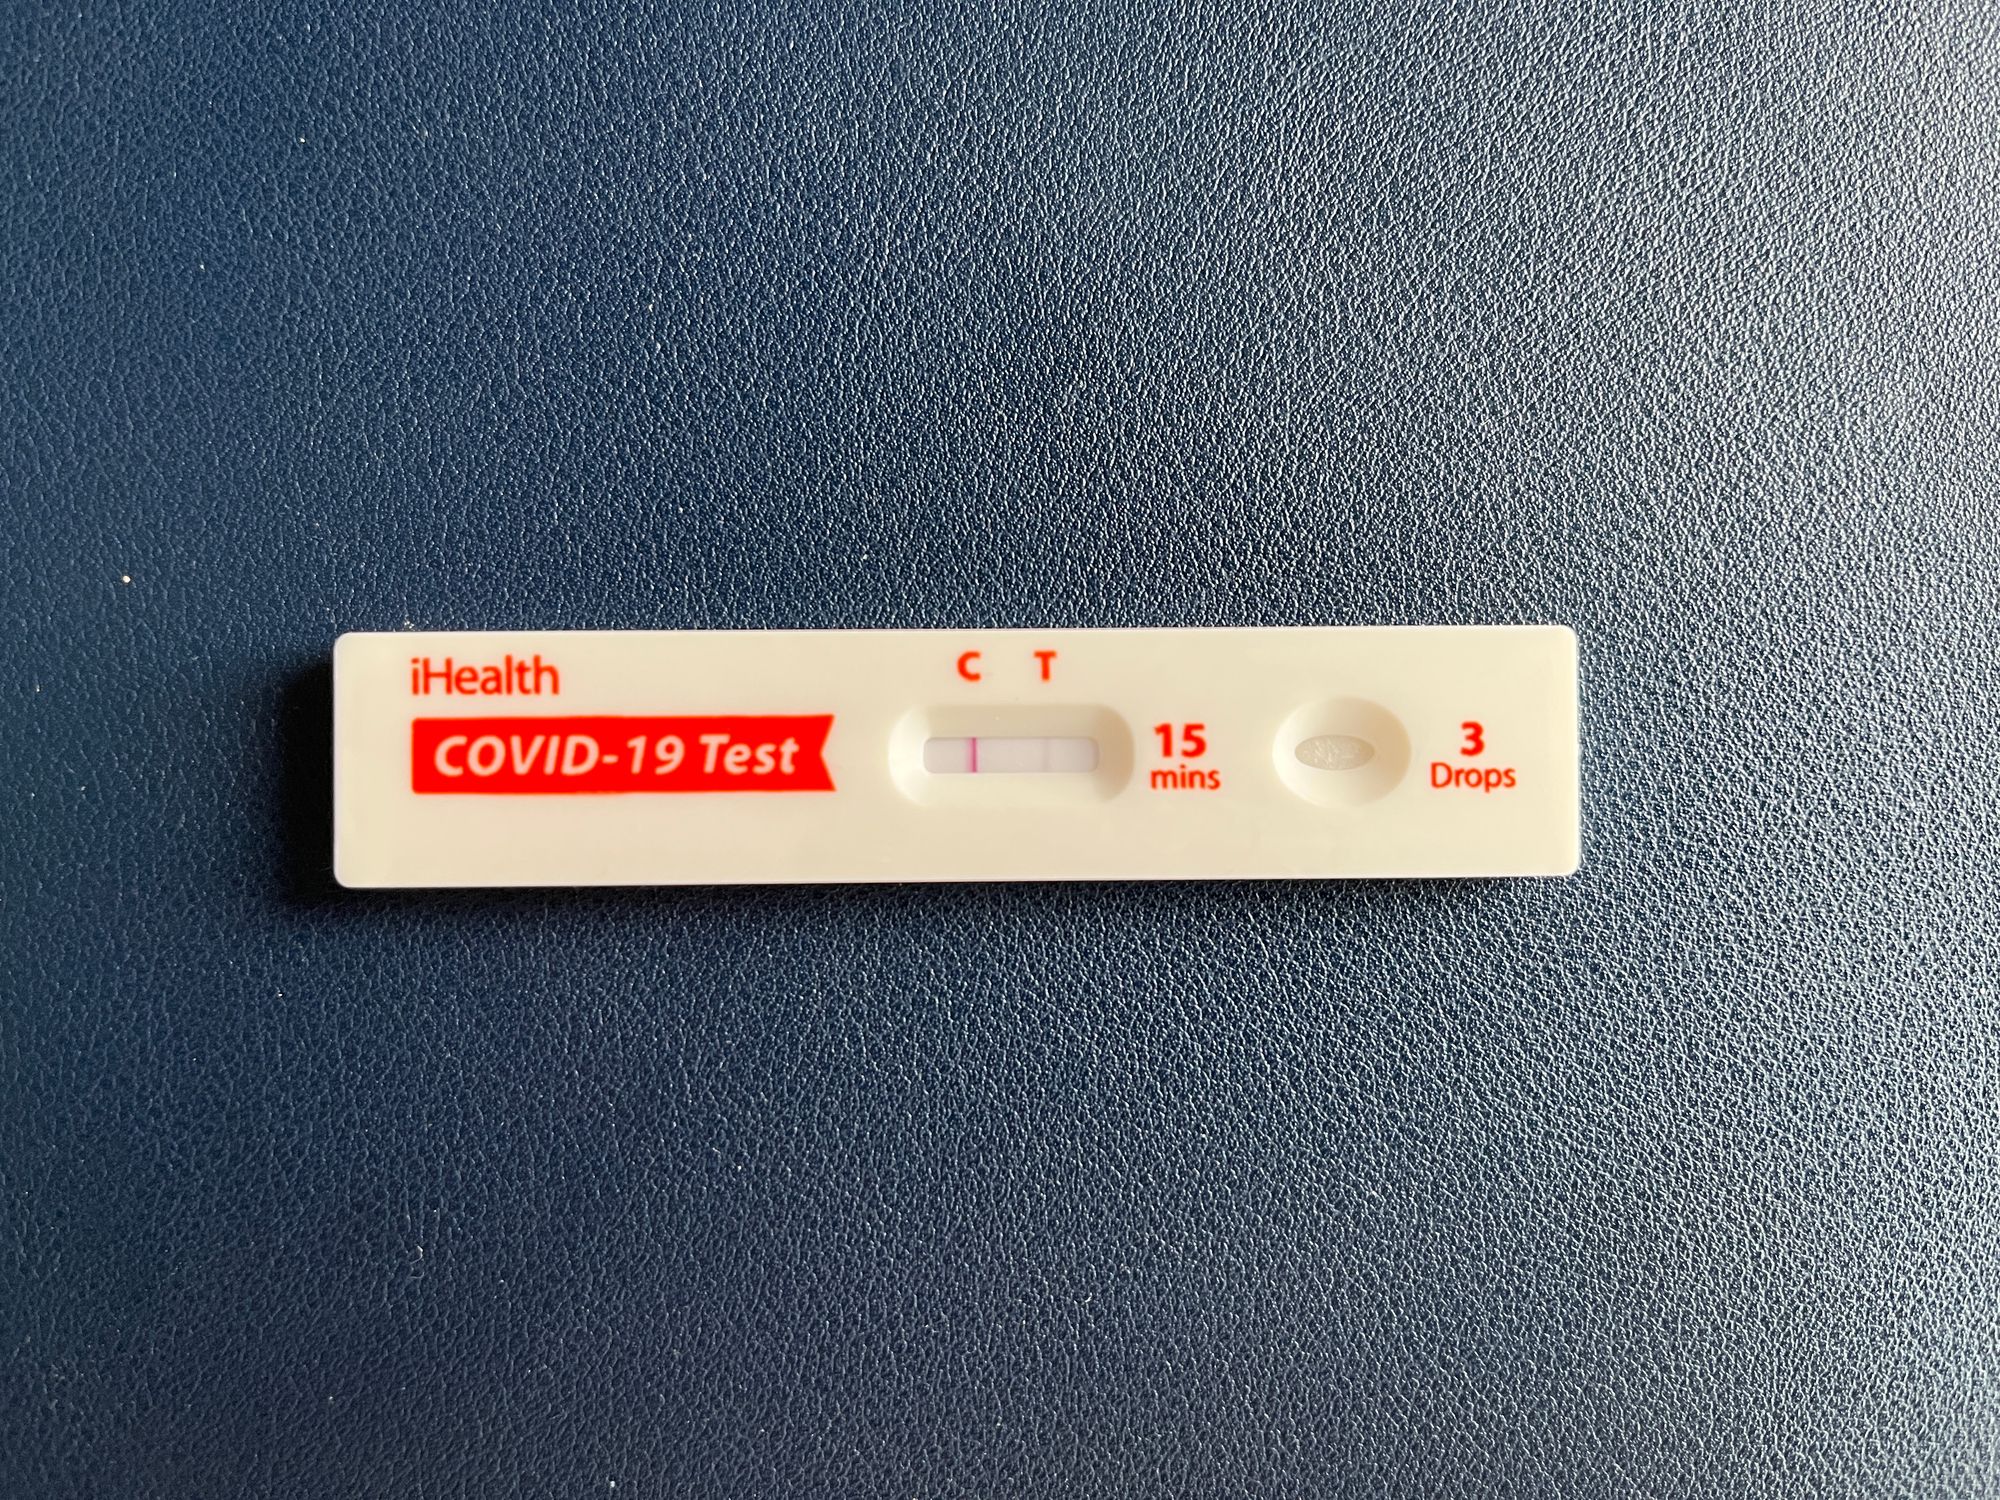 iHealth
COVID-19 Test
C T
15
mins
3
Drops